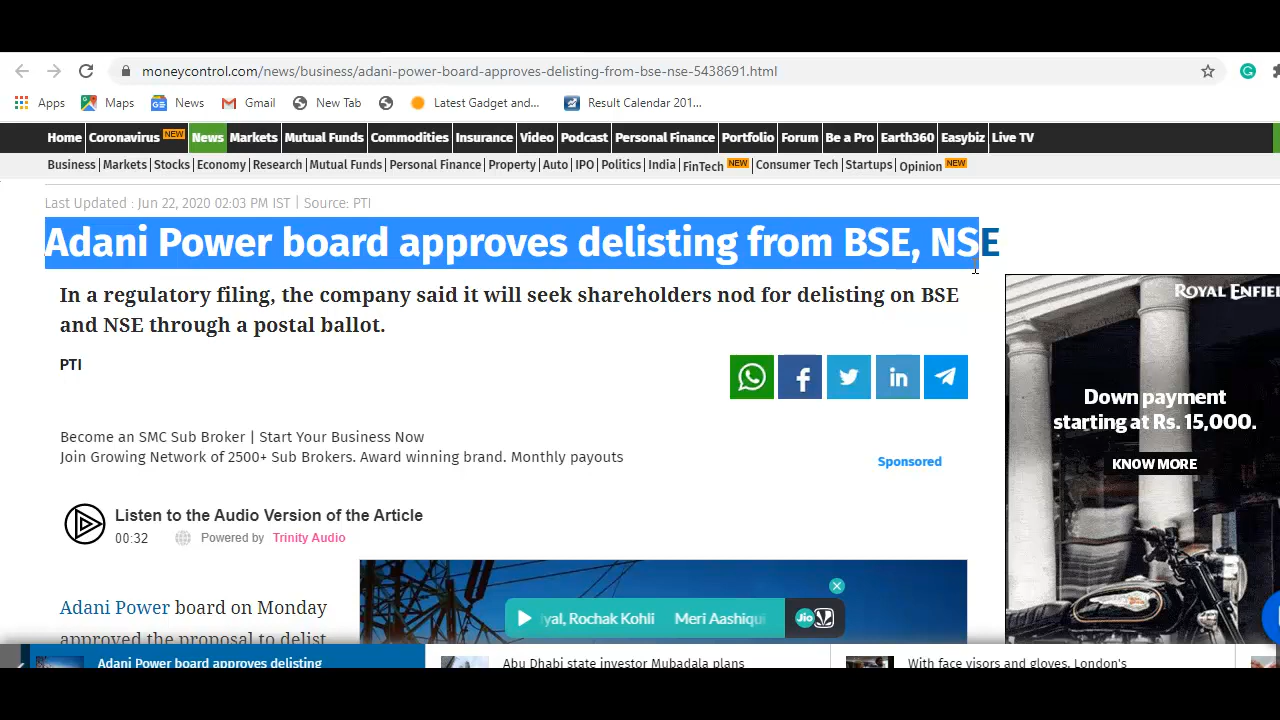 moneycontrol.com/news/business/adani-power-board-approves-delisting-from-bse-nse-5438691.html
Apps Maps News Gmail New Tab Latest Gadget and... Result Calendar 201...
Home Coronavirus NEW News Markets Mutual Funds Commodities Insurance Video Podcast Personal Finance Portfolio Forum Be a Pro Earth360 Easybiz Live TV
Business Markets Stocks Economy Research Mutual Funds Personal Finance Property Auto IPO Politics India FinTech NEW Consumer Tech Startups Opinion NEW
Last Updated : Jun 22, 2020 02:03 PM IST | Source: PTI
Adani Power board approves delisting from BSE, NSE
In a regulatory filing, the company said it will seek shareholders nod for delisting on BSE
and NSE through a postal ballot.
PTI
Become an SMC Sub Broker | Start Your Business Now
Join Growing Network of 2500+ Sub Brokers. Award winning brand. Monthly payouts
Sponsored
Listen to the Audio Version of the Article
00:32 Powered by Trinity Audio
Adani Power board on Monday
approved the proposal to delist
Rochak Kohli Meri Aashiqui
Jio
ROYAL ENFIEL
Down payment
starting at Rs. 15,000.
KNOW MORE
Adani Power board approves delisting
Abu Dhabi state investor Mubadala plans
With face visors and gloves, London's